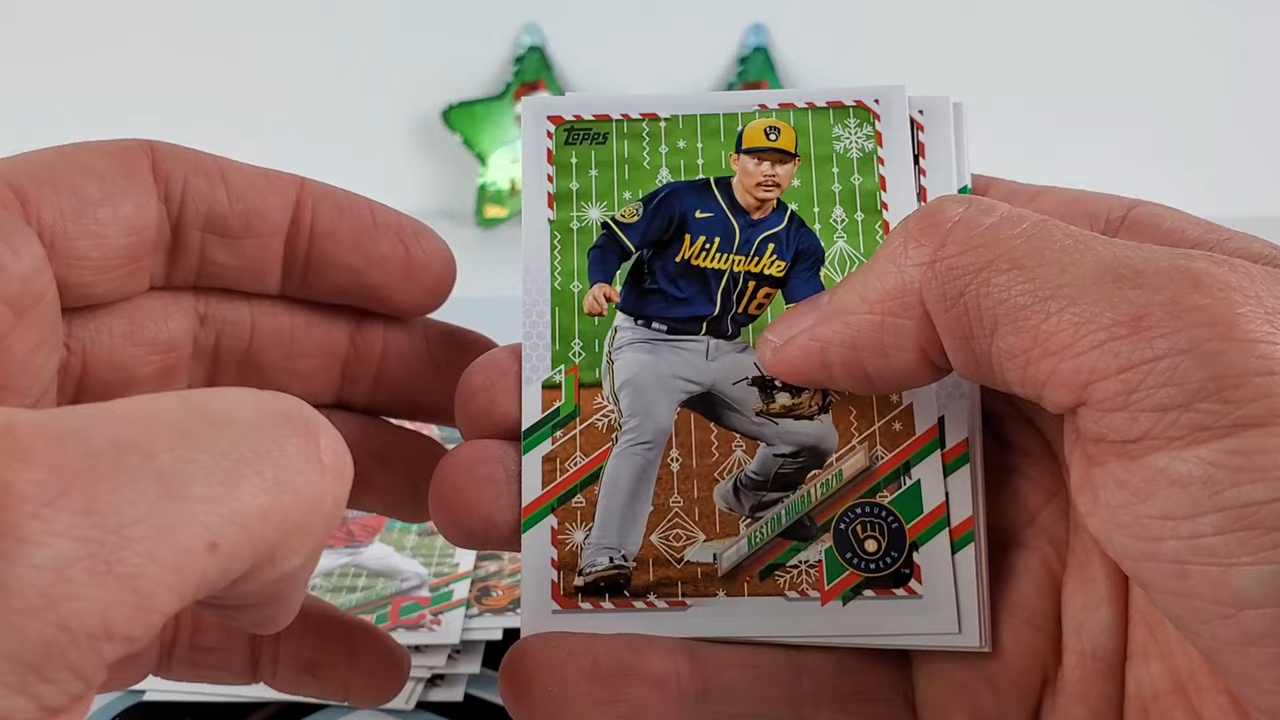 TOPPS
Milwaukee
18
KESTON HIURA | 2B/1B
MILWAUKEE
BREWERS